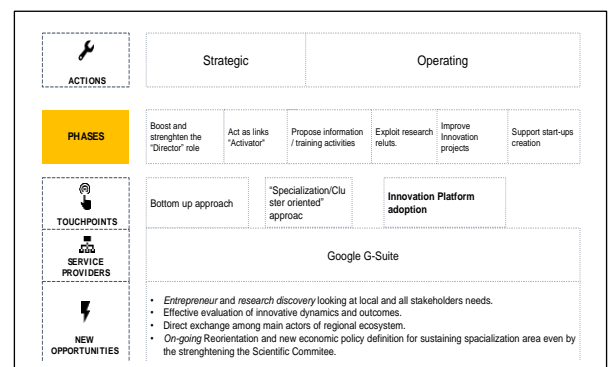 ACTIONS
Strategic
Operating
PHASES
Boost and
strenghten the
"Director" role
Act as links
"Activator"
Propose information
/ training activities
Exploit research
reluts.
Improve
Innovation
projects
Support start-ups
creation
TOUCHPOINTS
Bottom up approach
"Specialization/Clu
ster oriented"
approac
Innovation Platform
adoption
SERVICE
PROVIDERS
Google G-Suite
NEW
OPPORTUNITIES
• Entrepreneur and research discovery looking at local and all stakeholders needs.
• Effective evaluation of innovative dynamics and outcomes.
• Direct exchange among main actors of regional ecosystem.
• On-going Reorientation and new economic policy definition for sustaining spacialization area even by
the strenghtening the Scientific Commitee.